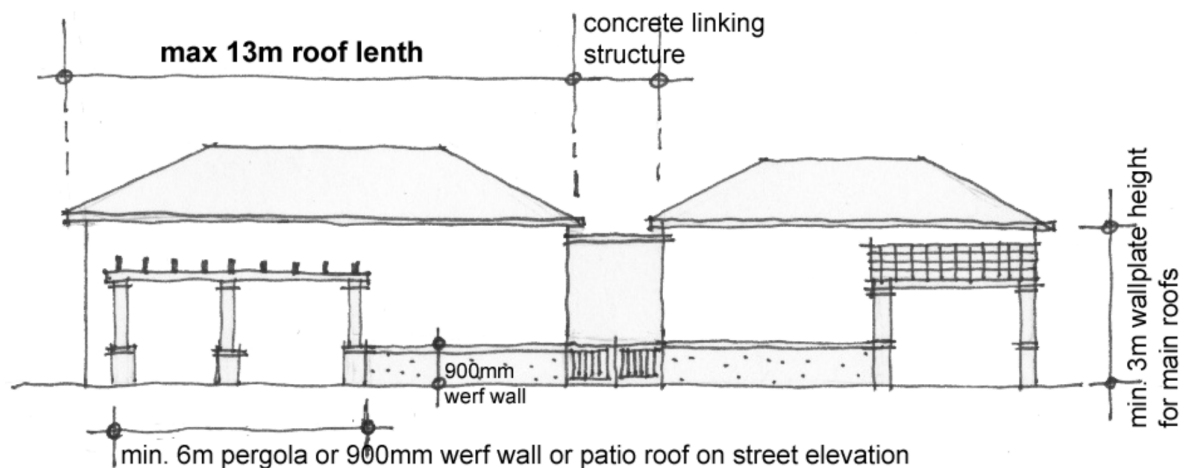 max 13m roof lenth
concrete linking
structure
900mm
werf wall
min. 3m wallplate height
for main roofs
min. 6m pergola or 900mm werf wall or patio roof on street elevation